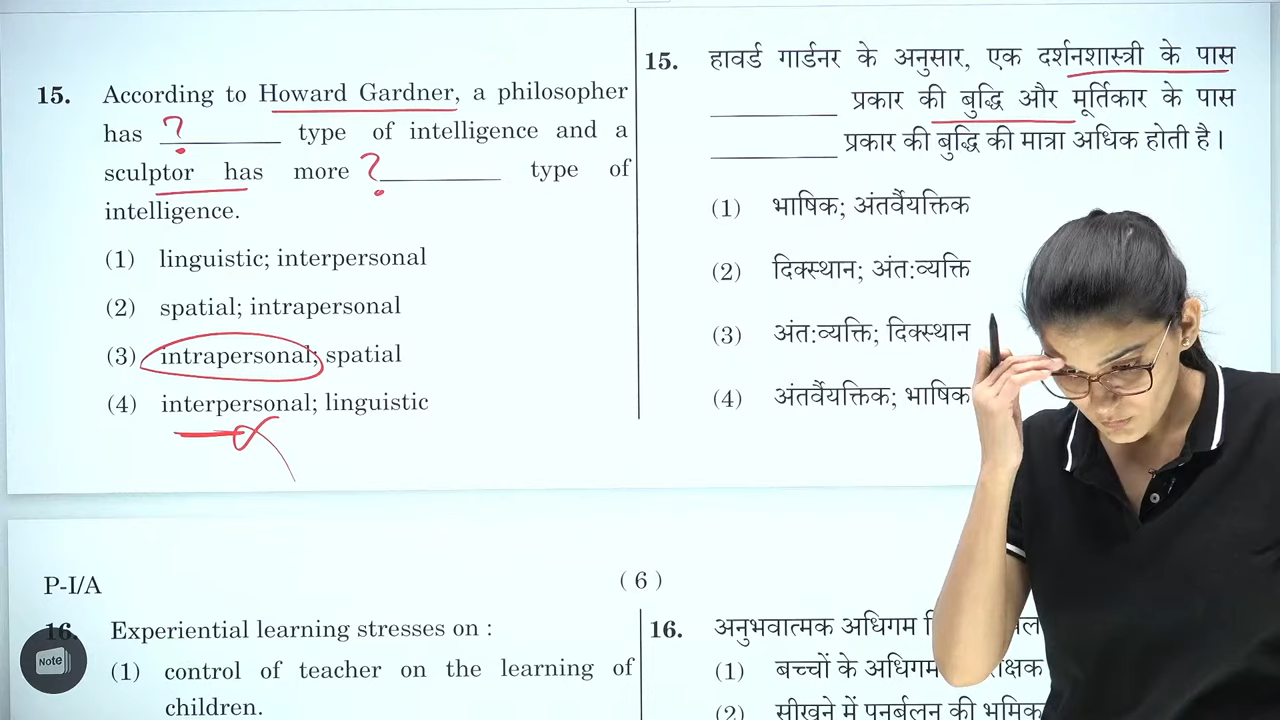 15. According to Howard Gardner, a philosopher
has ? ________ type of intelligence and a
sculptor has more ? ________ type of
intelligence.
(1) linguistic; interpersonal
(2) spatial; intrapersonal
(3) intrapersonal; spatial
(4) interpersonal; linguistic
15. हावर्ड गार्डनर के अनुसार, एक दर्शनशास्त्री के पास
________ प्रकार की बुद्धि और मूर्तिकार के पास
________ प्रकार की बुद्धि की मात्रा अधिक होती है।
(1) भाषिक; अंतर्वैयक्तिक
(2) दिक्स्थान; अंत:व्यक्ति
(3) अंत:व्यक्ति; दिक्स्थान
(4) अंतर्वैयक्तिक; भाषिक
P-I/A
( 6 )
16. Experiential learning stresses on :
(1) control of teacher on the learning of
children.
16. अनुभवात्मक अधिगम
(1) बच्चों के अधिगम
(2) सीखने में पुनर्बलन की
Note